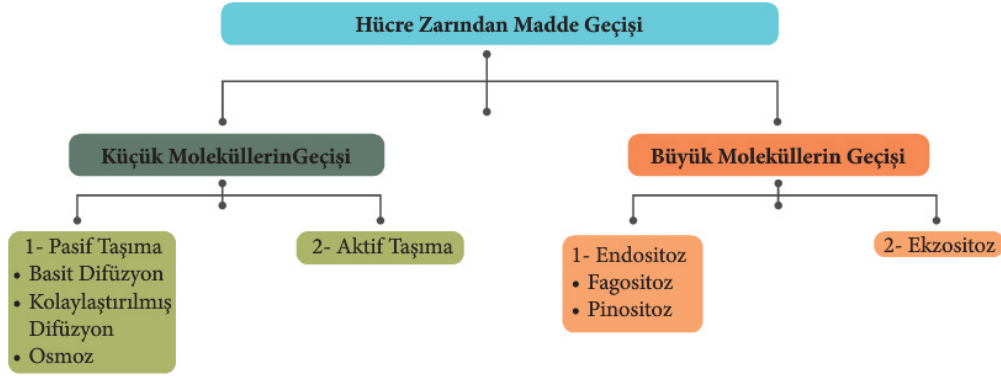 Hücre Zarından Madde Geçişi
Küçük MoleküllerinGeçişi
Büyük Moleküllerin Geçişi
1- Pasif Taşıma
• Basit Difüzyon
• Kolaylaştırılmış
Difüzyon
• Osmoz
2- Aktif Taşıma
1- Endositoz
• Fagositoz
• Pinositoz
2- Ekzositoz